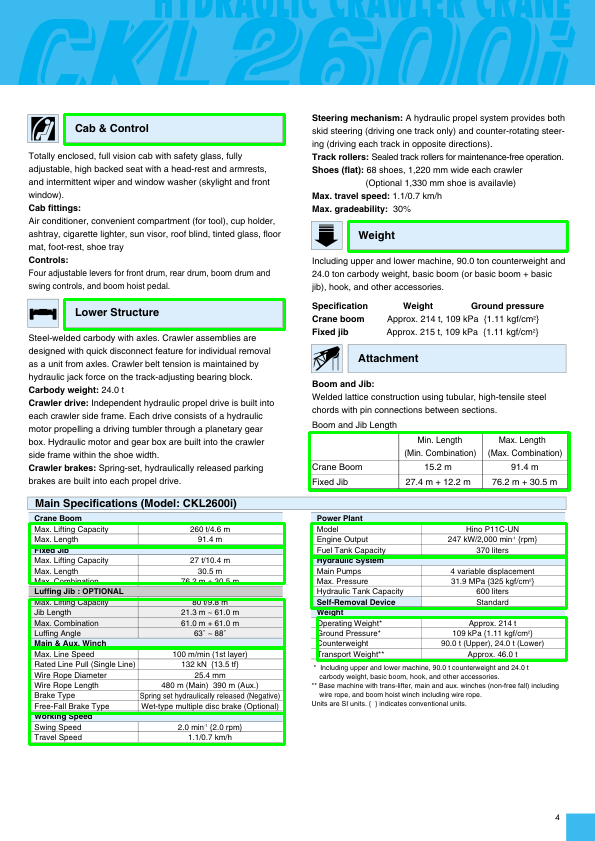 HYDRAULIC CRAWLER CRANE
CKL2600i
Cab & Control
Totally enclosed, full vision cab with safety glass, fully
adjustable, high backed seat with a head-rest and armrests,
and intermittent wiper and window washer (skylight and front
window).
Cab fittings:
Air conditioner, convenient compartment (for tool), cup holder,
ashtray, cigarette lighter, sun visor, roof blind, tinted glass, floor
mat, foot-rest, shoe tray
Controls:
Four adjustable levers for front drum, rear drum, boom drum and
swing controls, and boom hoist pedal.
Lower Structure
Steel-welded carbody with axles. Crawler assemblies are
designed with quick disconnect feature for individual removal
as a unit from axles. Crawler belt tension is maintained by
hydraulic jack force on the track-adjusting bearing block.
Carbody weight: 24.0 t
Crawler drive: Independent hydraulic propel drive is built into
each crawler side frame. Each drive consists of a hydraulic
motor propelling a driving tumbler through a planetary gear
box. Hydraulic motor and gear box are built into the crawler
side frame within the shoe width.
Crawler brakes: Spring-set, hydraulically released parking
brakes are built into each propel drive.
Steering mechanism: A hydraulic propel system provides both
skid steering (driving one track only) and counter-rotating steer-
ing (driving each track in opposite directions).
Track rollers: Sealed track rollers for maintenance-free operation.
Shoes (flat): 68 shoes, 1,220 mm wide each crawler
(Optional 1,330 mm shoe is availavle)
Max. travel speed: 1.1/0.7 km/h
Max. gradeability: 30%
Weight
Including upper and lower machine, 90.0 ton counterweight and
24.0 ton carbody weight, basic boom (or basic boom + basic
jib), hook, and other accessories.
Specification Weight Ground pressure
Crane boom Approx. 214 t, 109 kPa {1.11 kgf/cm²}
Fixed jib Approx. 215 t, 109 kPa {1.11 kgf/cm²}
Attachment
Boom and Jib:
Welded lattice construction using tubular, high-tensile steel
chords with pin connections between sections.
Boom and Jib Length
Min. Length Max. Length
(Min. Combination) (Max. Combination)
Crane Boom 15.2 m 91.4 m
Fixed Jib 27.4 m + 12.2 m 76.2 m + 30.5 m
Main Specifications (Model: CKL2600i)
Crane Boom
Max. Lifting Capacity 260 t/4.6 m
Max. Length 91.4 m
Fixed Jib
Max. Lifting Capacity 27 t/10.4 m
Max. Length 30.5 m
Max. Combination 76.2 m + 30.5 m
Luffing Jib : OPTIONAL
Max. Lifting Capacity 80 t/9.8 m
Jib Length 21.3 m ~ 61.0 m
Max. Combination 61.0 m + 61.0 m
Luffing Angle 63˚ ~ 88˚
Main & Aux. Winch
Max. Line Speed 100 m/min (1st layer)
Rated Line Pull (Single Line) 132 kN {13.5 tf}
Wire Rope Diameter 25.4 mm
Wire Rope Length 480 m (Main) 390 m (Aux.)
Brake Type Spring set hydraulically released (Negative)
Free-Fall Brake Type Wet-type multiple disc brake (Optional)
Working Speed
Swing Speed 2.0 min⁻¹ {2.0 rpm}
Travel Speed 1.1/0.7 km/h
Power Plant
Model Hino P11C-UN
Engine Output 247 kW/2,000 min⁻¹ {rpm}
Fuel Tank Capacity 370 liters
Hydraulic System
Main Pumps 4 variable displacement
Max. Pressure 31.9 MPa {325 kgf/cm²}
Hydraulic Tank Capacity 600 liters
Self-Removal Device Standard
Weight
Operating Weight* Approx. 214 t
Ground Pressure* 109 kPa {1.11 kgf/cm²}
Counterweight 90.0 t (Upper), 24.0 t (Lower)
Transport Weight** Approx. 46.0 t
* Including upper and lower machine, 90.0 t counterweight and 24.0 t
carbody weight, basic boom, hook, and other accessories.
** Base machine with trans-lifter, main and aux. winches (non-free fall) including
wire rope, and boom hoist winch including wire rope.
Units are SI units. { } indicates conventional units.
4